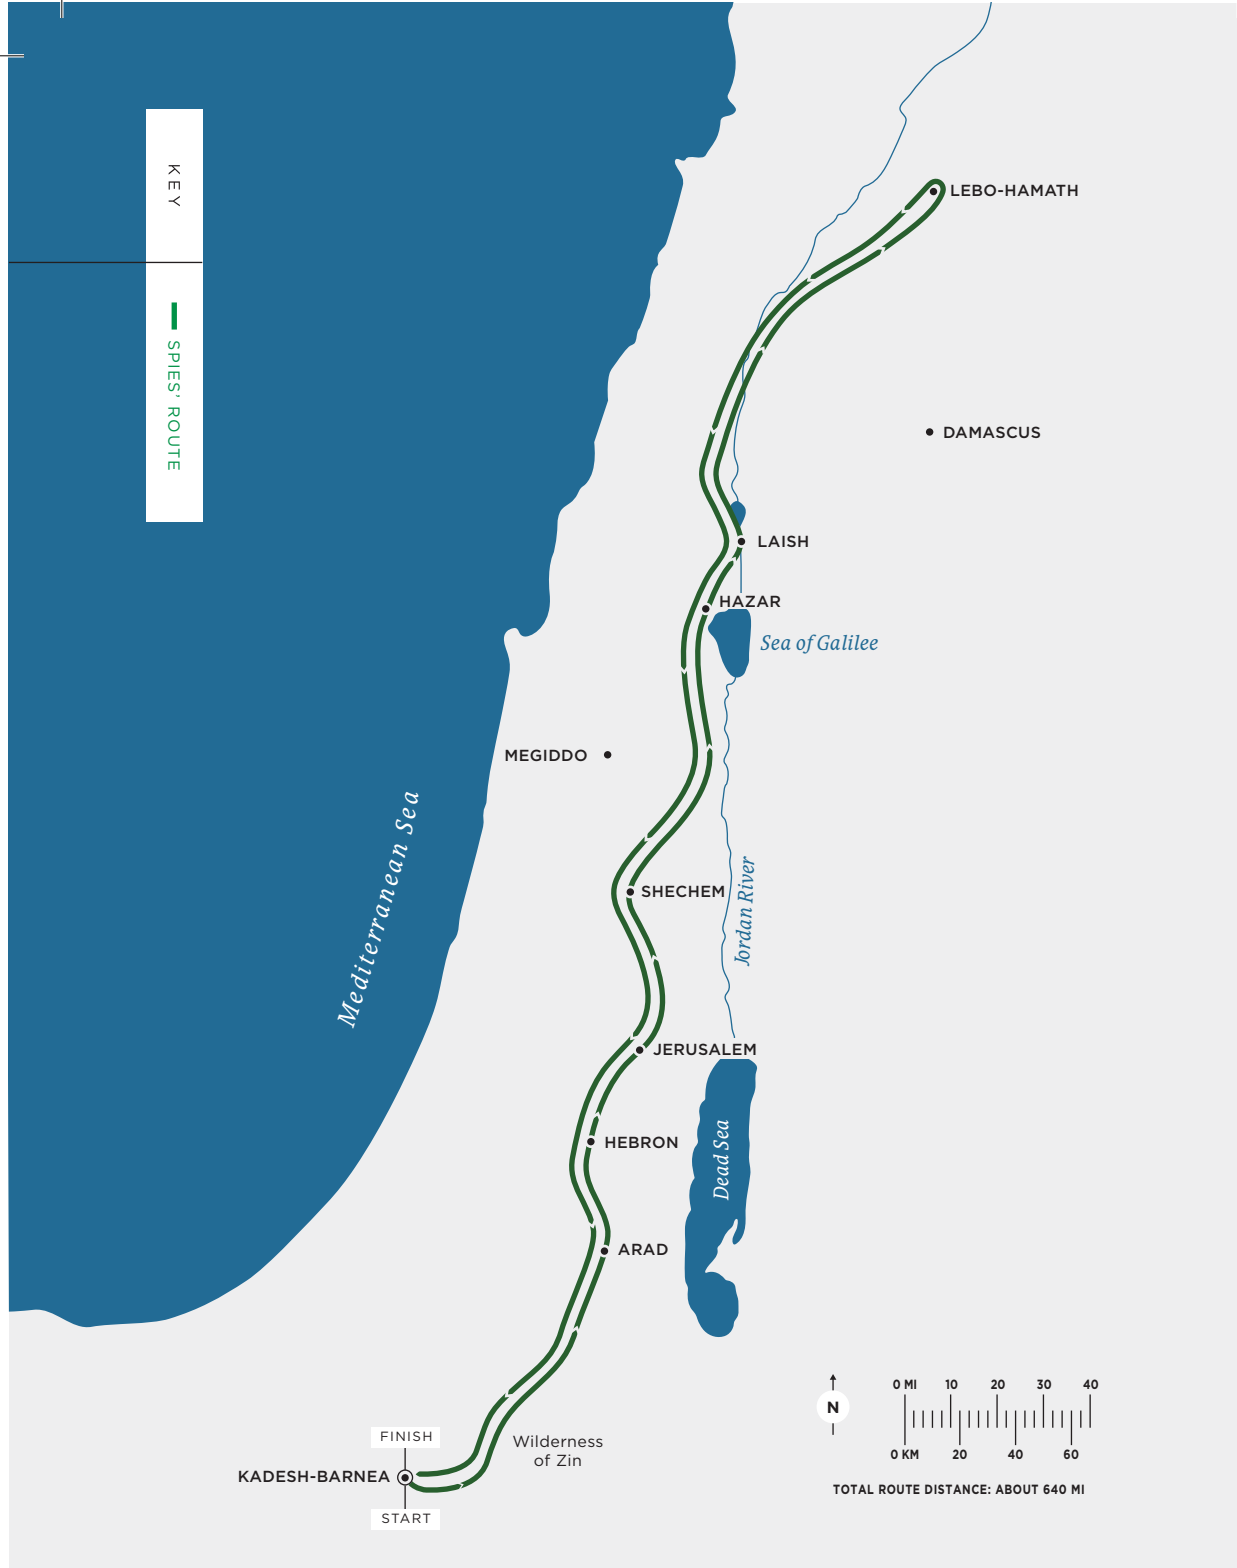 KEY
SPIES' ROUTE
LEBO-HAMATH
DAMASCUS
LAISH
HAZAR
Sea of Galilee
MEGIDDO
Mediterranean Sea
SHECHEM
Jordan River
JERUSALEM
Dead Sea
HEBRON
ARAD
N
0 MI 10 20 30 40
0 KM 20 40 60
TOTAL ROUTE DISTANCE: ABOUT 640 MI
Wilderness
of Zin
FINISH
KADESH-BARNEA
START